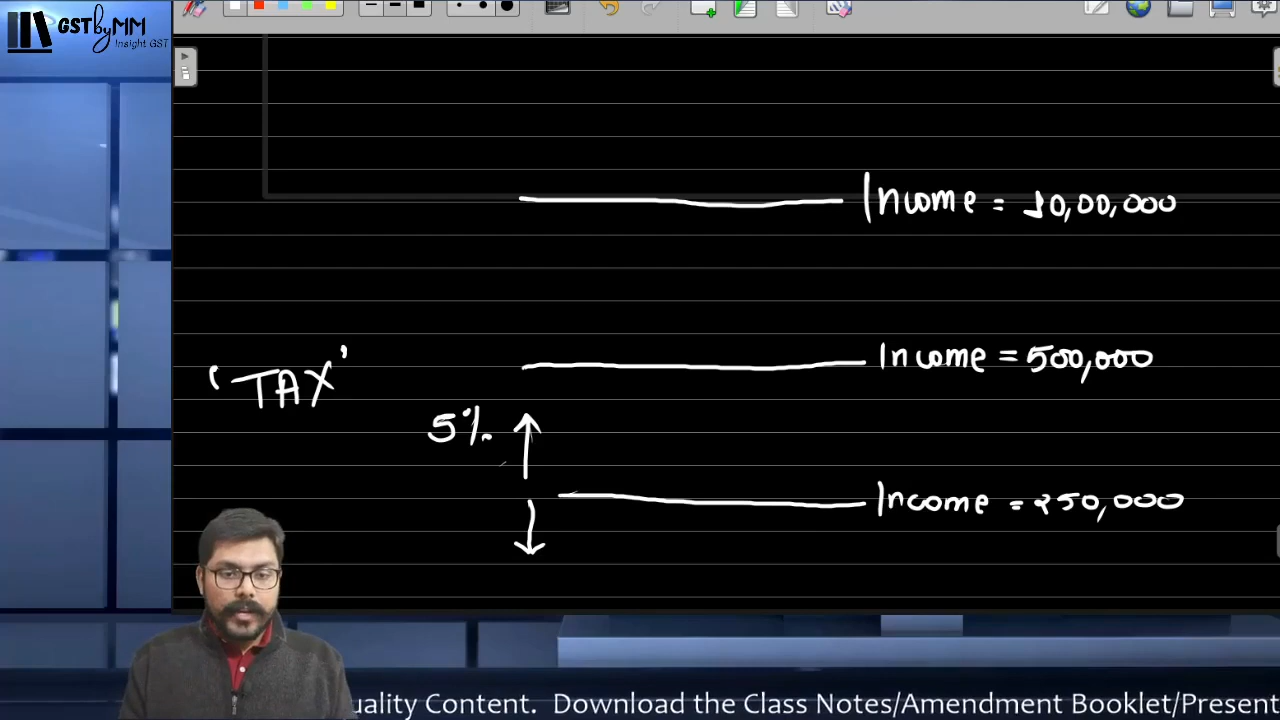 GSTbyMM
Insight GST
Income = 10,00,000
Income = 500,000
'TAX'
5%
Income = 250,000
uality Content. Download the Class Notes/Amendment Booklet/Present